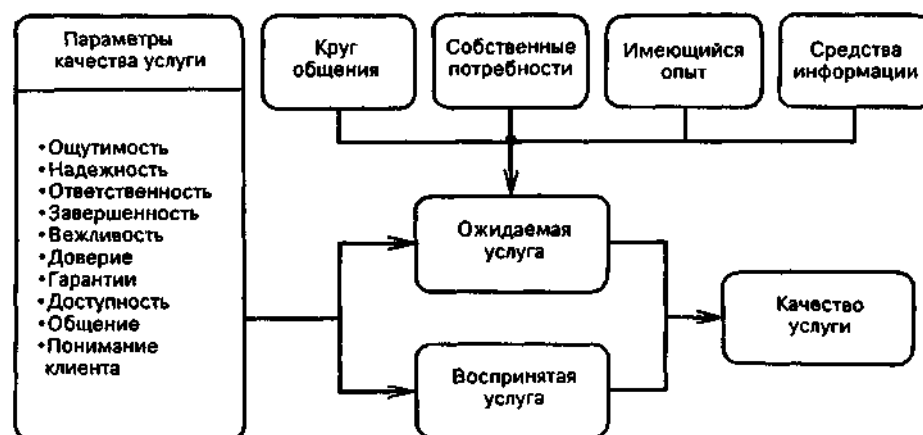 Параметры
качества услуги
• Ощутимость
• Надежность
• Ответственность
• Завершенность
• Вежливость
• Доверие
• Гарантии
• Доступность
• Общение
• Понимание
клиента
Круг
общения
Собственные
потребности
Имеющийся
опыт
Средства
информации
Ожидаемая
услуга
Воспринятая
услуга
Качество
услуги